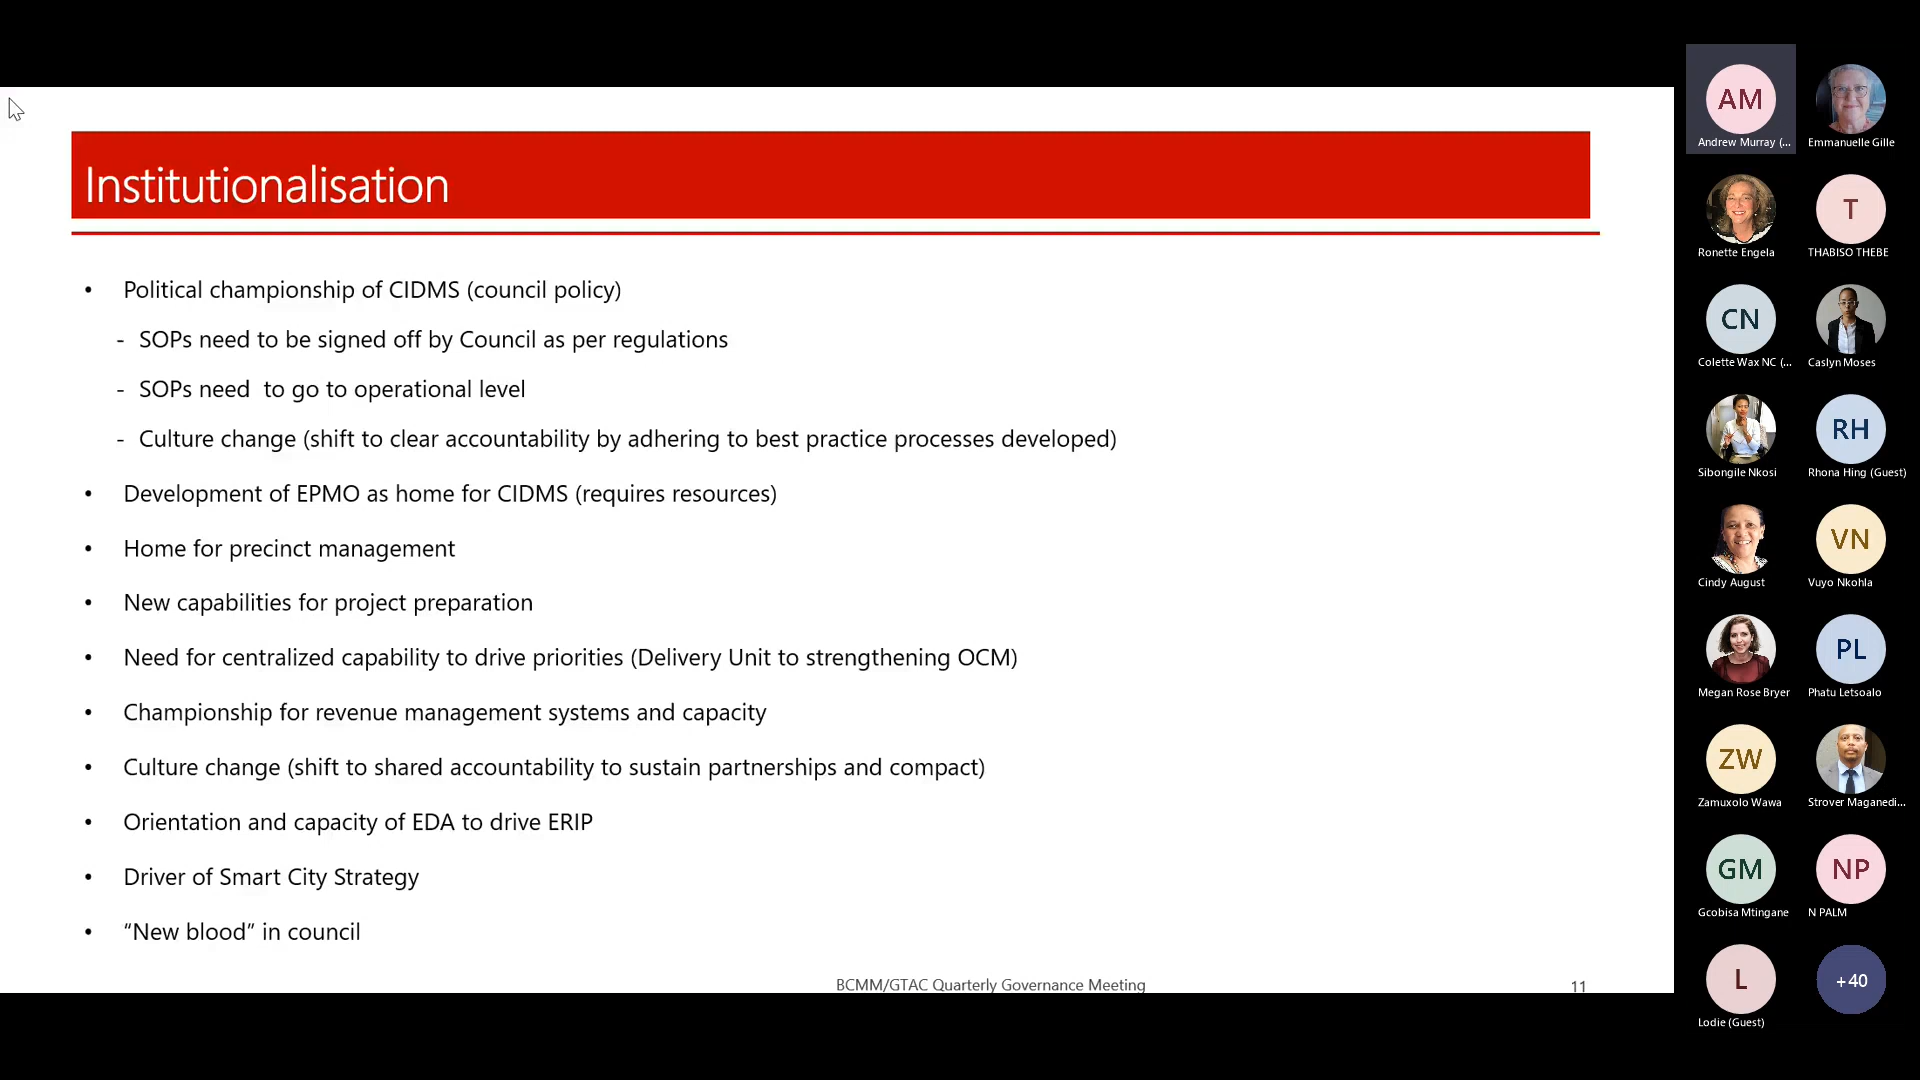 Institutionalisation
• Political championship of CIDMS (council policy)
- SOPs need to be signed off by Council as per regulations
- SOPs need  to go to operational level
- Culture change (shift to clear accountability by adhering to best practice processes developed)
• Development of EPMO as home for CIDMS (requires resources)
• Home for precinct management
• New capabilities for project preparation
• Need for centralized capability to drive priorities (Delivery Unit to strengthening OCM)
• Championship for revenue management systems and capacity
• Culture change (shift to shared accountability to sustain partnerships and compact)
• Orientation and capacity of EDA to drive ERIP
• Driver of Smart City Strategy
• “New blood” in council
BCMM/GTAC Quarterly Governance Meeting
11
AM
Andrew Murray (...
Emmanuelle Gille
Ronette Engela
T
THABISO THEBE
CN
Colette Wax NC (...
Caslyn Moses
Sibongile Nkosi
RH
Rhona Hing (Guest)
Cindy August
VN
Vuyo Nkohla
Megan Rose Bryer
PL
Phatu Letsoalo
ZW
Zamuxolo Wawa
Strover Maganedi...
GM
Gcobisa Mtingane
NP
N PALM
L
Lodie (Guest)
+40